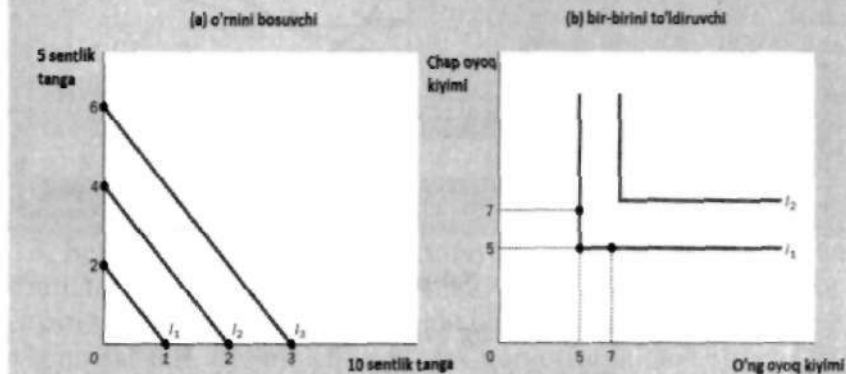 (a) o'rnini bosuvchi
5 sentlik
tanga
6
4
2
0
I₁
I₂
I₃
1
2
3
10 sentlik tanga
(b) bir-birini to'ldiruvchi
Chap oyoq
kiyimi
7
5
0
I₂
I₁
5
7
O'ng oyoq kiyimi